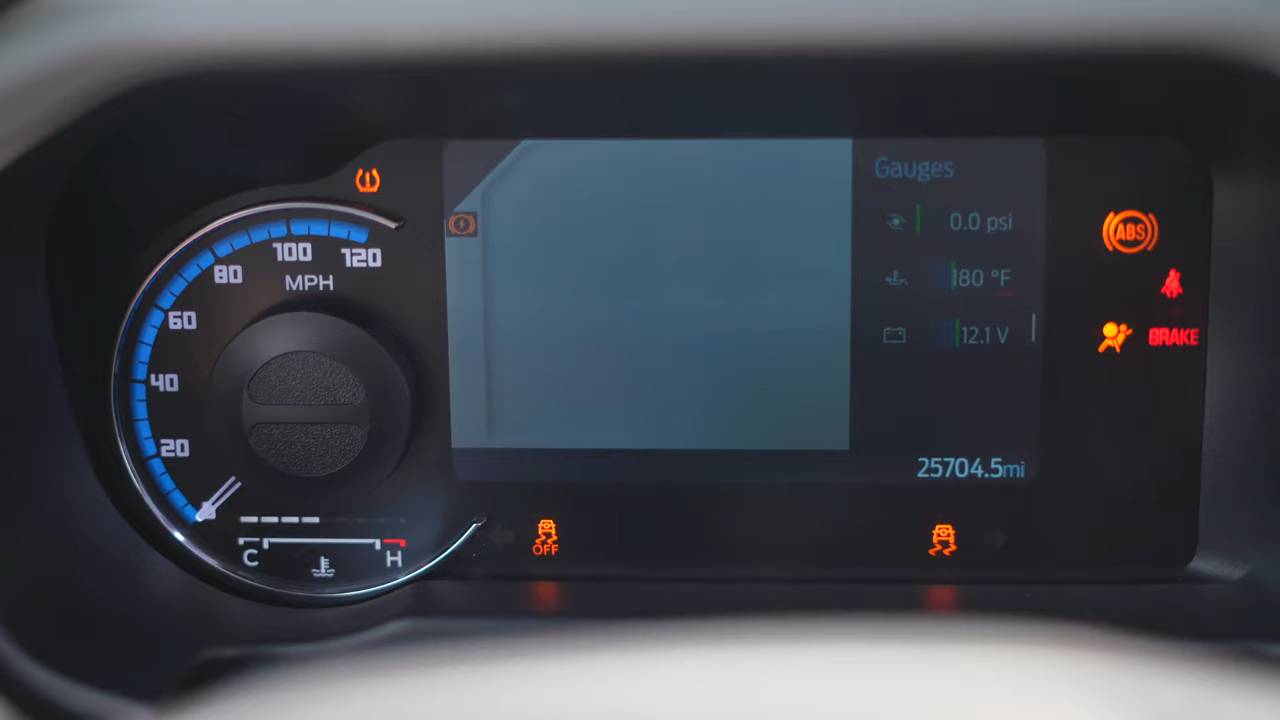 120
100
80
MPH
60
40
20
C
H
Gauges
0.0 psi
180 °F
12.1 V
25704.5mi
OFF
ABS
BRAKE